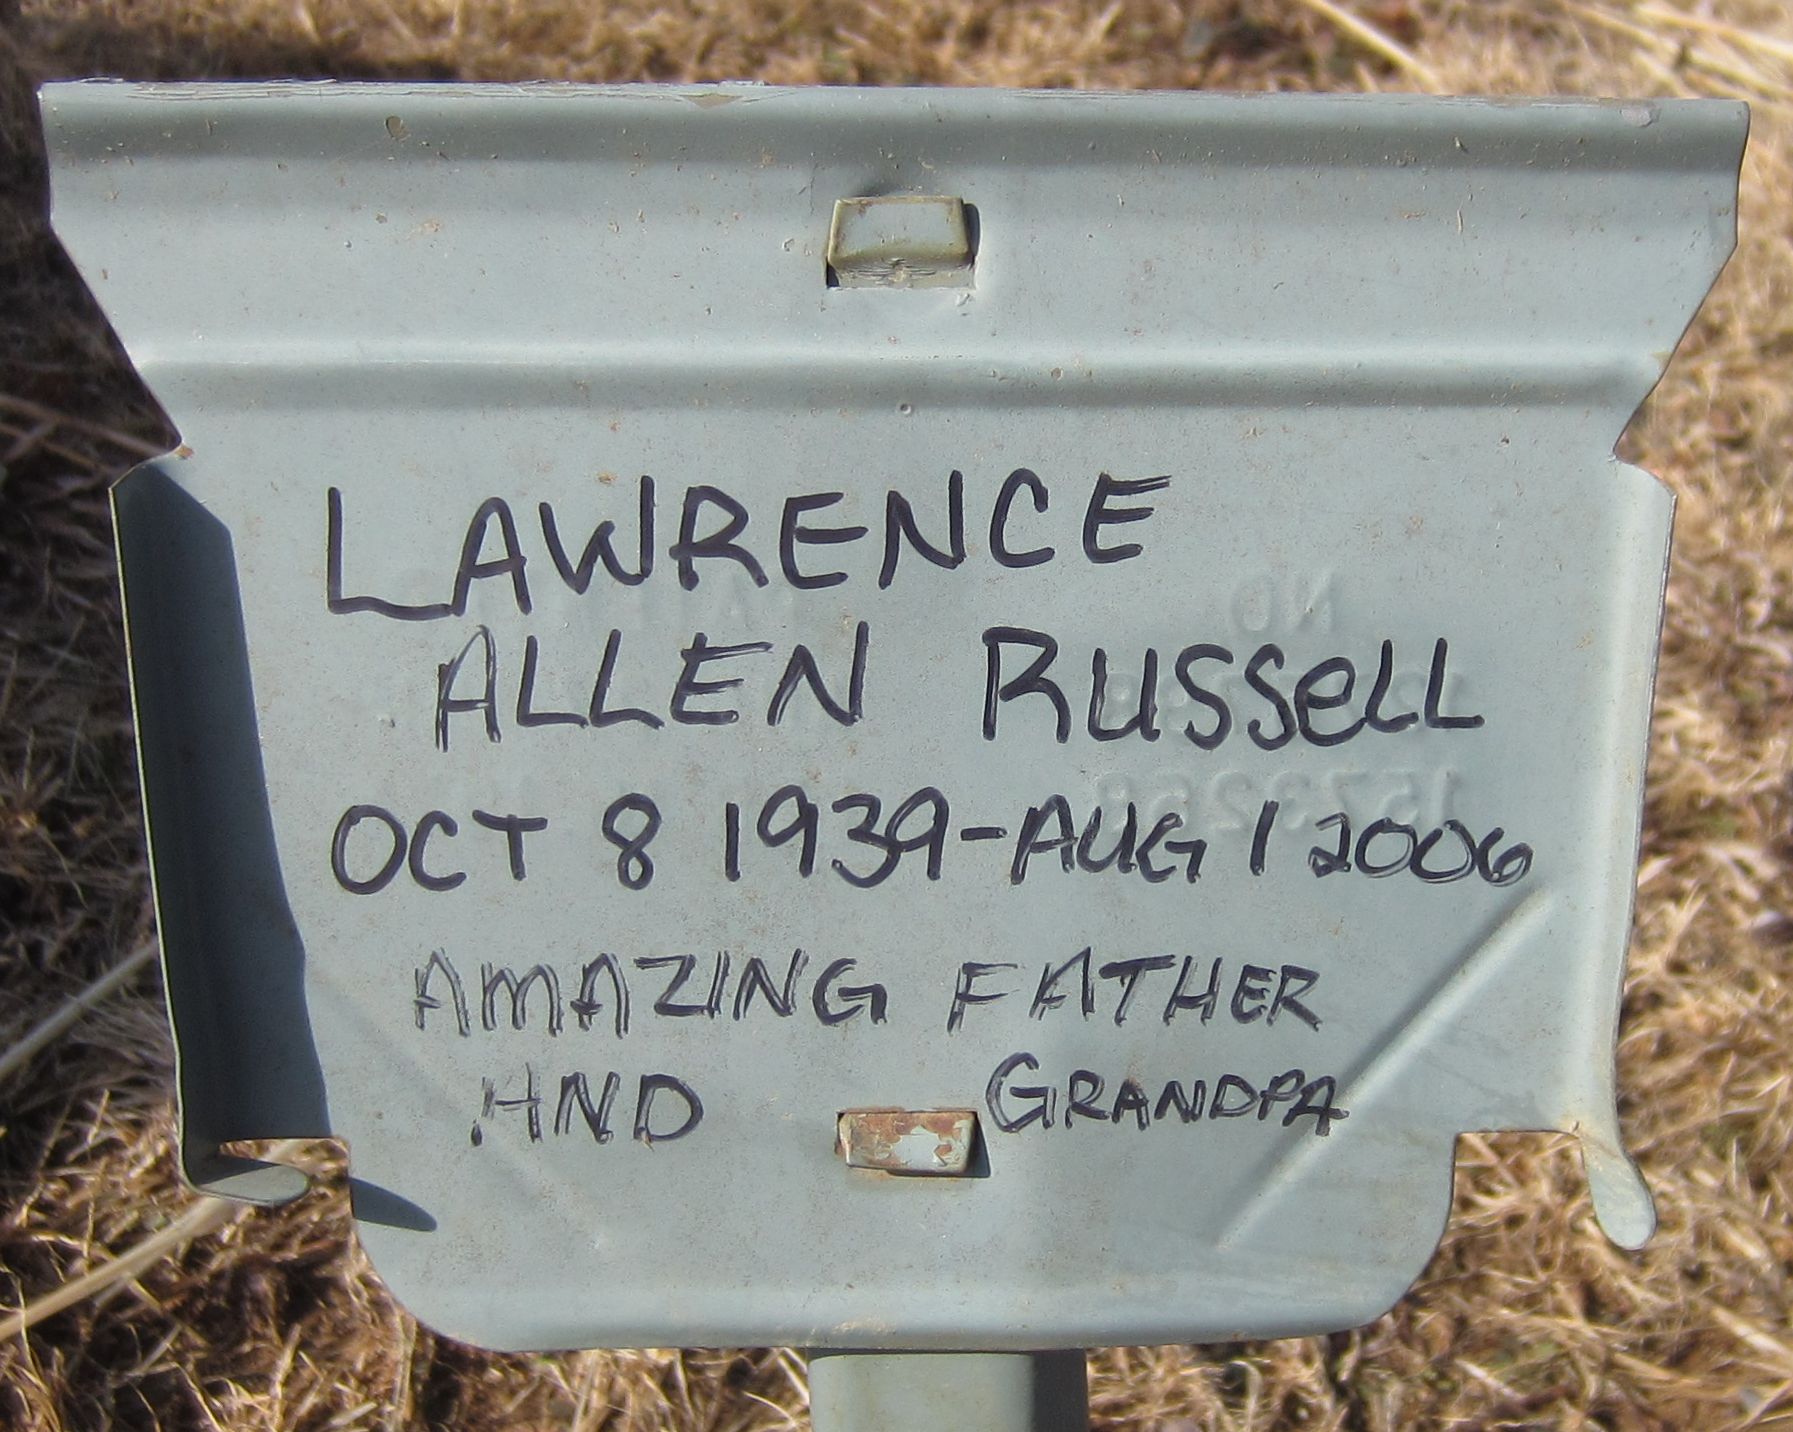 LAWRENCE
ALLEN RUSSeLL
OCT 8 1939-AUG 1 2006
AMAZING FATHER
AND GRANDPA